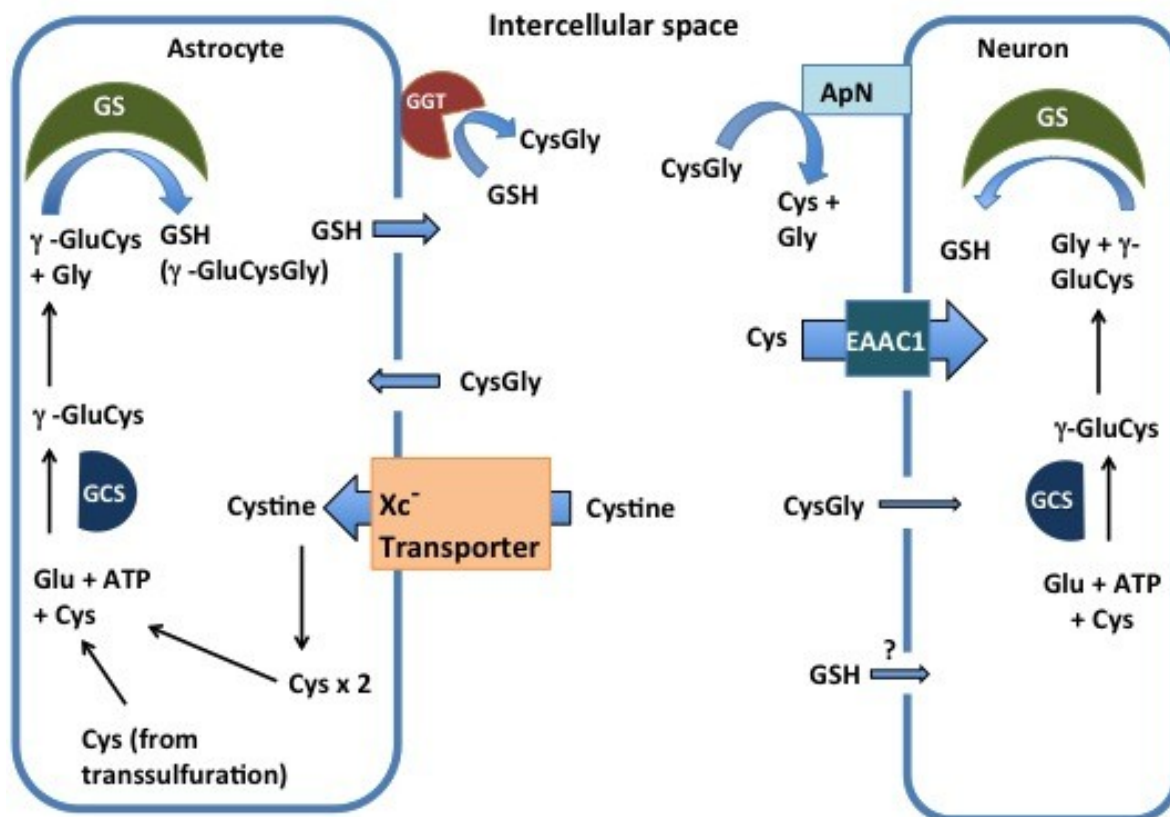 Intercellular space
Astrocyte
GS
γ -GluCys
+ Gly
GSH
(γ -GluCysGly)
γ -GluCys
GCS
Glu + ATP
+ Cys
Cys (from
transsulfuration)
Cys x 2
Cystine
Xc-
Transporter
Cystine
CysGly
GSH
GGT
CysGly
GSH
ApN
CysGly
Cys +
Gly
Cys
EAAC1
CysGly
GSH
?
Neuron
GS
GSH
Gly + γ-
GluCys
γ-GluCys
GCS
Glu + ATP
+ Cys